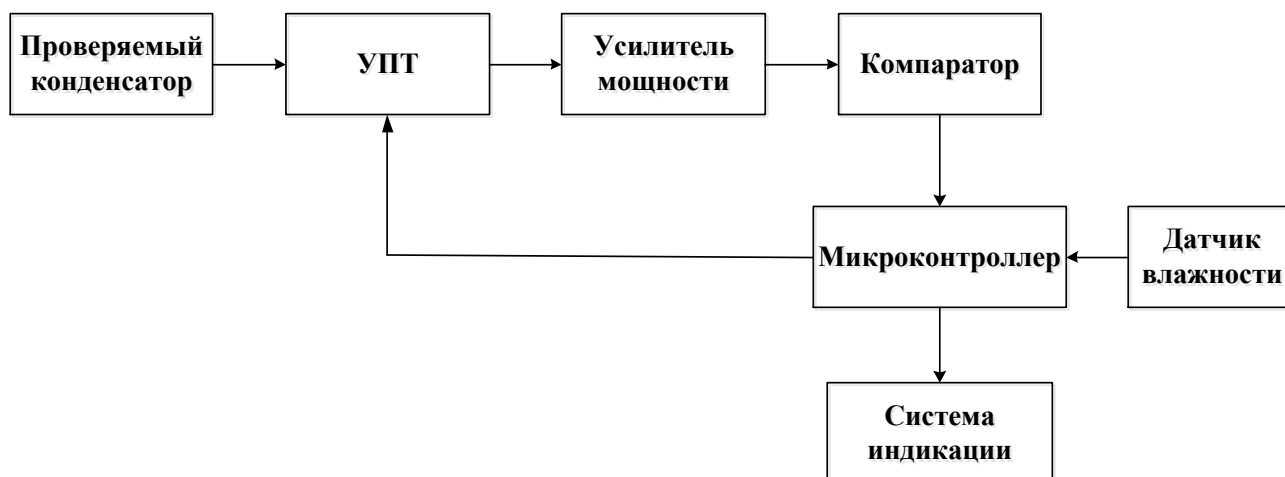 Проверяемый
конденсатор
УПТ
Усилитель
мощности
Компаратор
Микроконтроллер
Датчик
влажности
Система
индикации